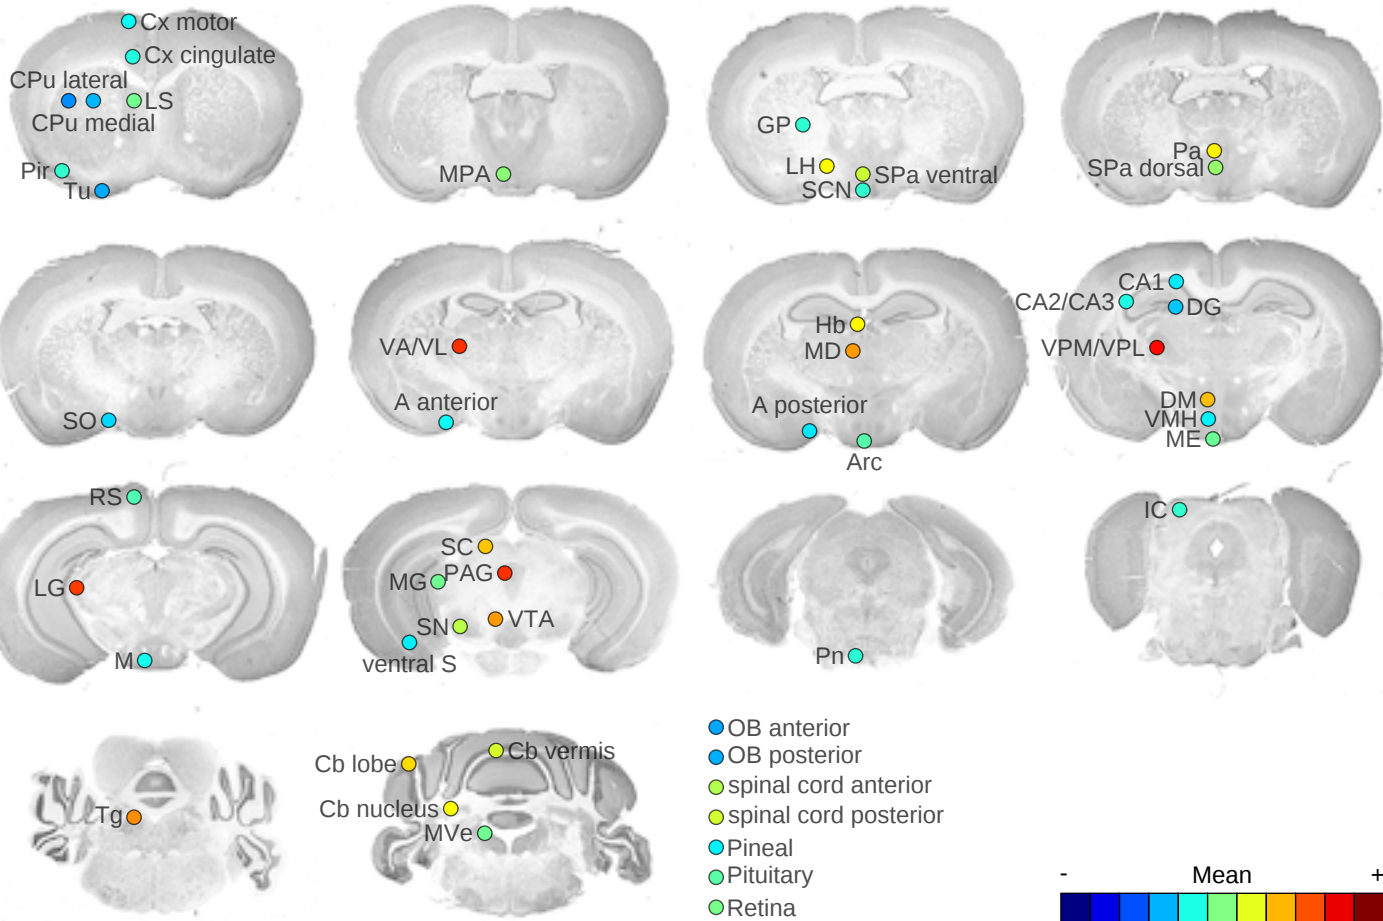 Cx motor
Cx cingulate
CPu lateral
LS
CPu medial
Pir
Tu
MPA
GP
LH
SPa ventral
SCN
Pa
SPa dorsal
SO
VA/VL
A anterior
Hb
MD
A posterior
Arc
CA1
CA2/CA3
DG
VPM/VPL
DM
VMH
ME
RS
LG
M
SC
PAG
MG
SN
VTA
ventral S
Pn
IC
Tg
Cb vermis
Cb lobe
Cb nucleus
MVe
OB anterior
OB posterior
spinal cord anterior
spinal cord posterior
Pineal
Pituitary
Retina
- Mean +